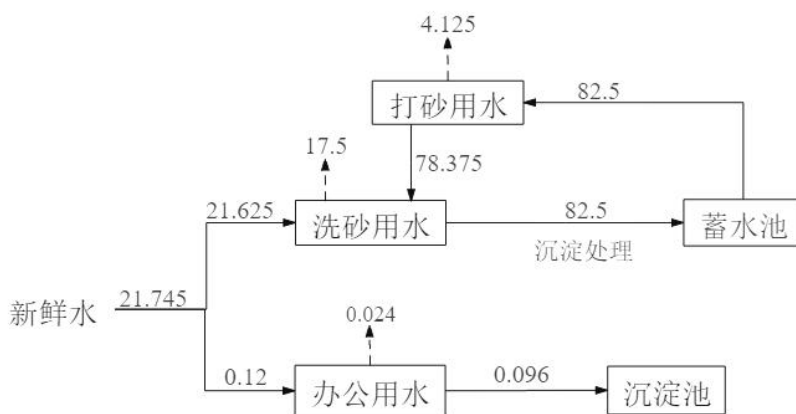 4.125
打砂用水
82.5
17.5
78.375
21.625
洗砂用水
82.5
蓄水池
沉淀处理
新鲜水
21.745
0.024
0.12
办公用水
0.096
沉淀池